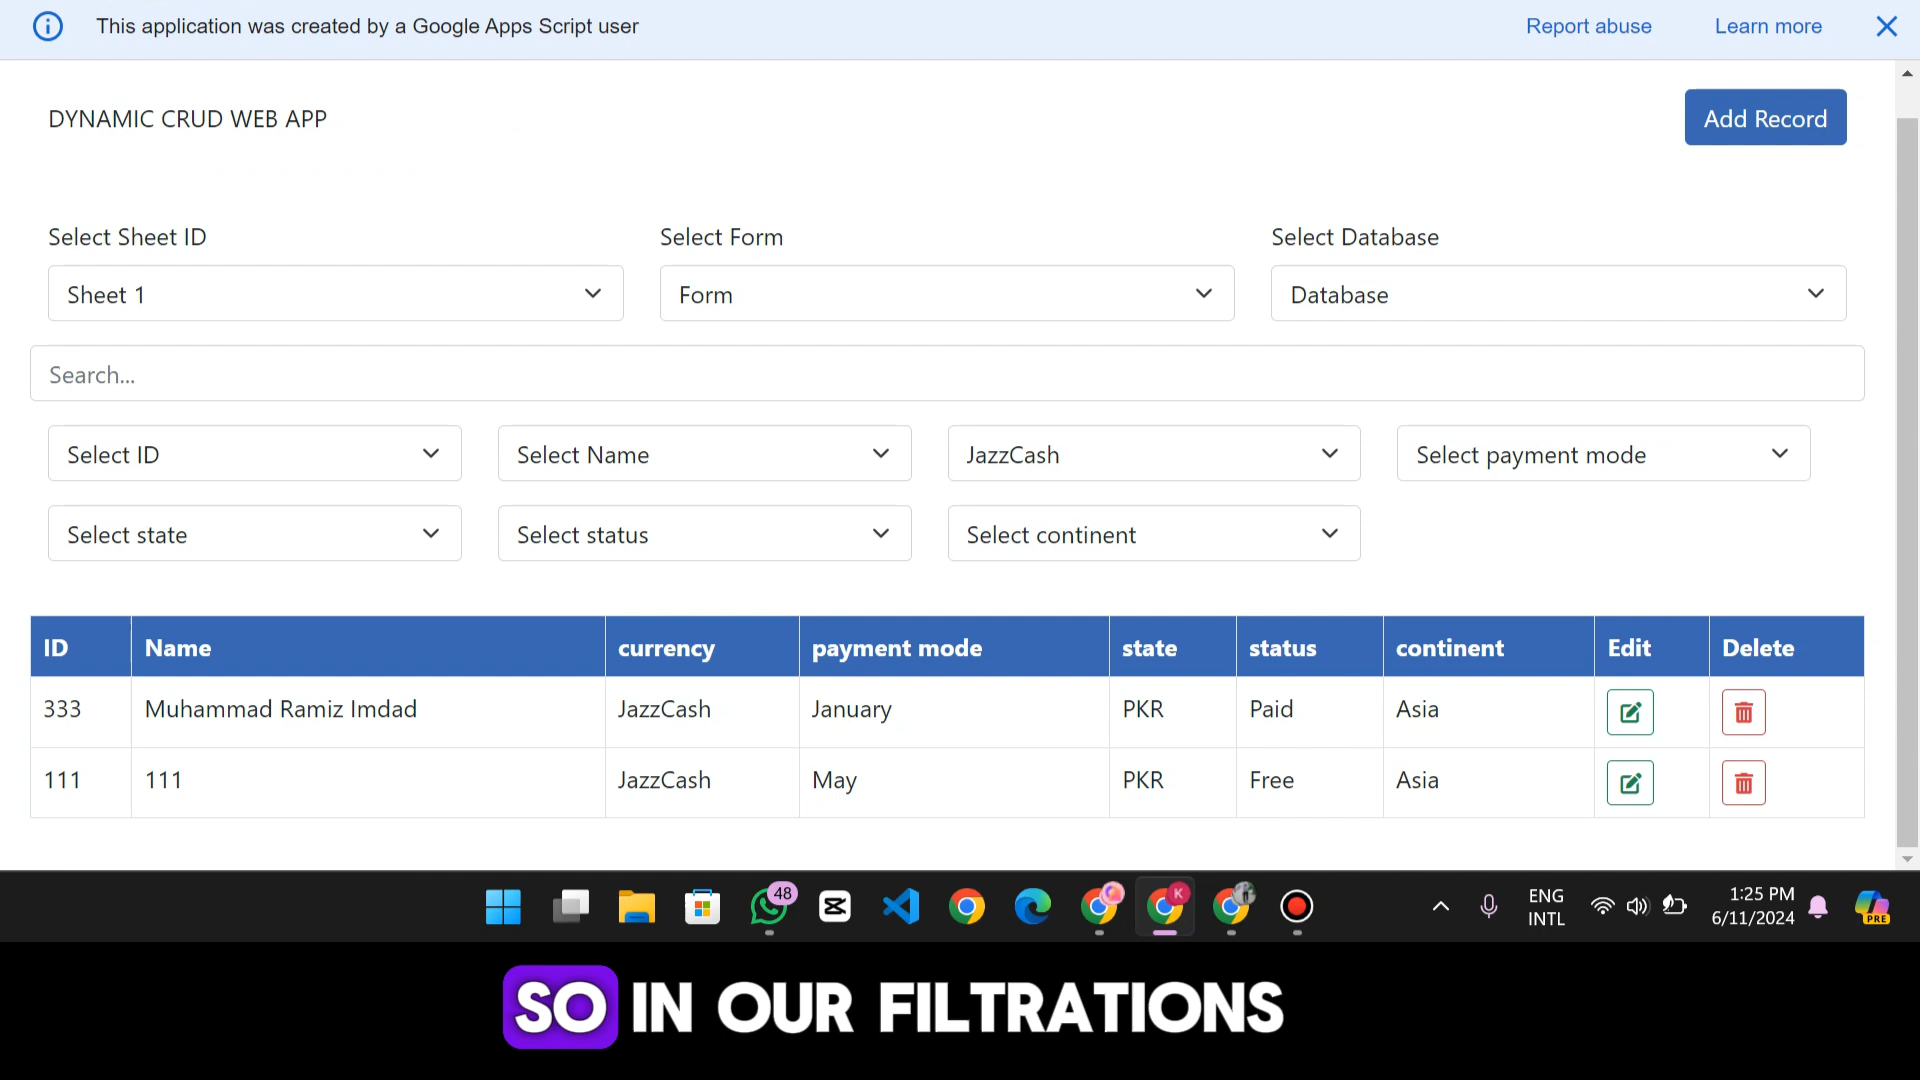 This application was created by a Google Apps Script user
Report abuse
Learn more
DYNAMIC CRUD WEB APP
Add Record
Select Sheet ID
Select Form
Select Database
Sheet 1
Form
Database
Search...
Select ID
Select Name
JazzCash
Select payment mode
Select state
Select status
Select continent
ID Name currency payment mode state status continent Edit Delete
333 Muhammad Ramiz Imdad JazzCash January PKR Paid Asia
111 111 JazzCash May PKR Free Asia
48
K
ENG
INTL
1:25 PM
6/11/2024
PRE
SO IN OUR FILTRATIONS